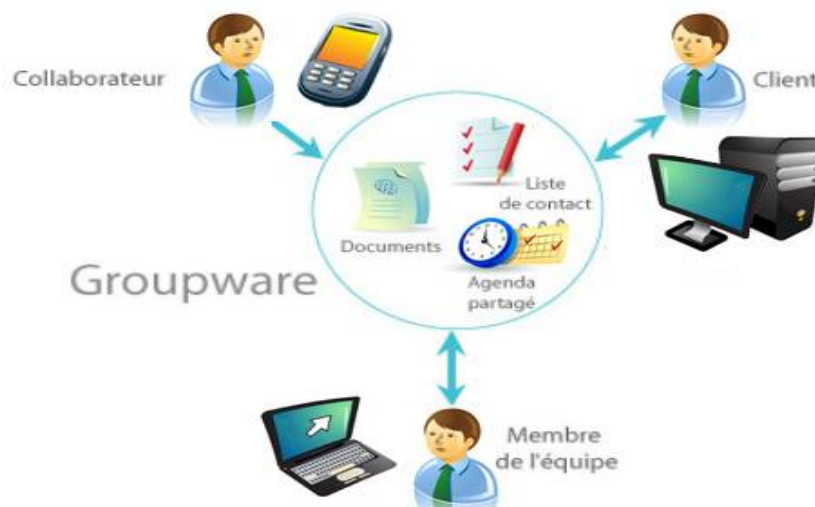 Collaborateur
Client
Liste
de contact
Documents
Agenda
partagé
Groupware
Membre
de l'équipe